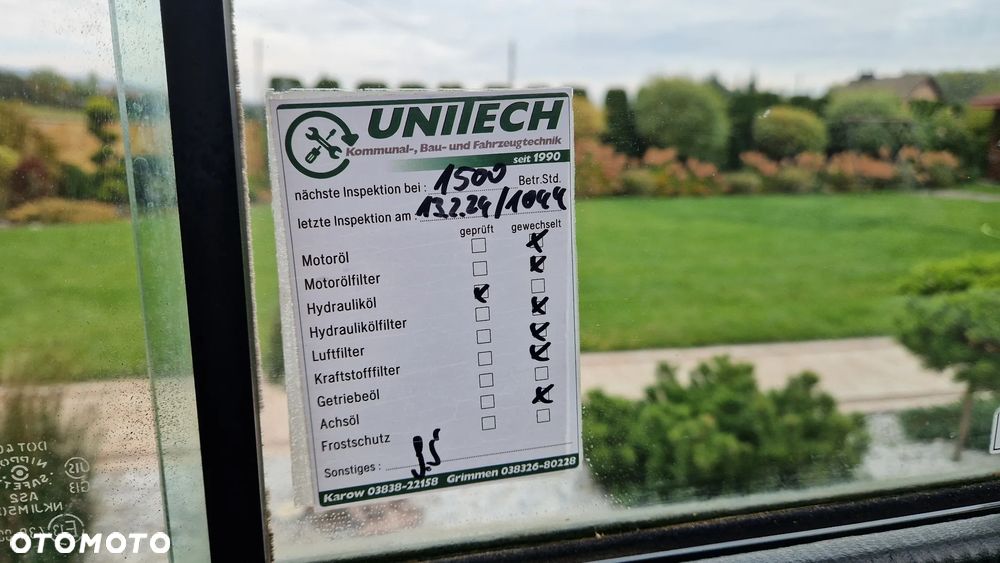 UNITECH
Kommunal-, Bau- und Fahrzeugtechnik
seit 1990
nächste Inspektion bei : 1500 Betr.Std.
letzte Inspektion am 13.2.24/1044
geprüft gewechselt
Motoröl
Motorölfilter
Hydrauliköl
Hydraulikölfilter
Luftfilter
Kraftstofffilter
Getriebeöl
Achsöl
Frostschutz
Sonstiges :
Karow 03838-22158 Grimmen 038326-80228
DOT
AS2
OTOMOTO